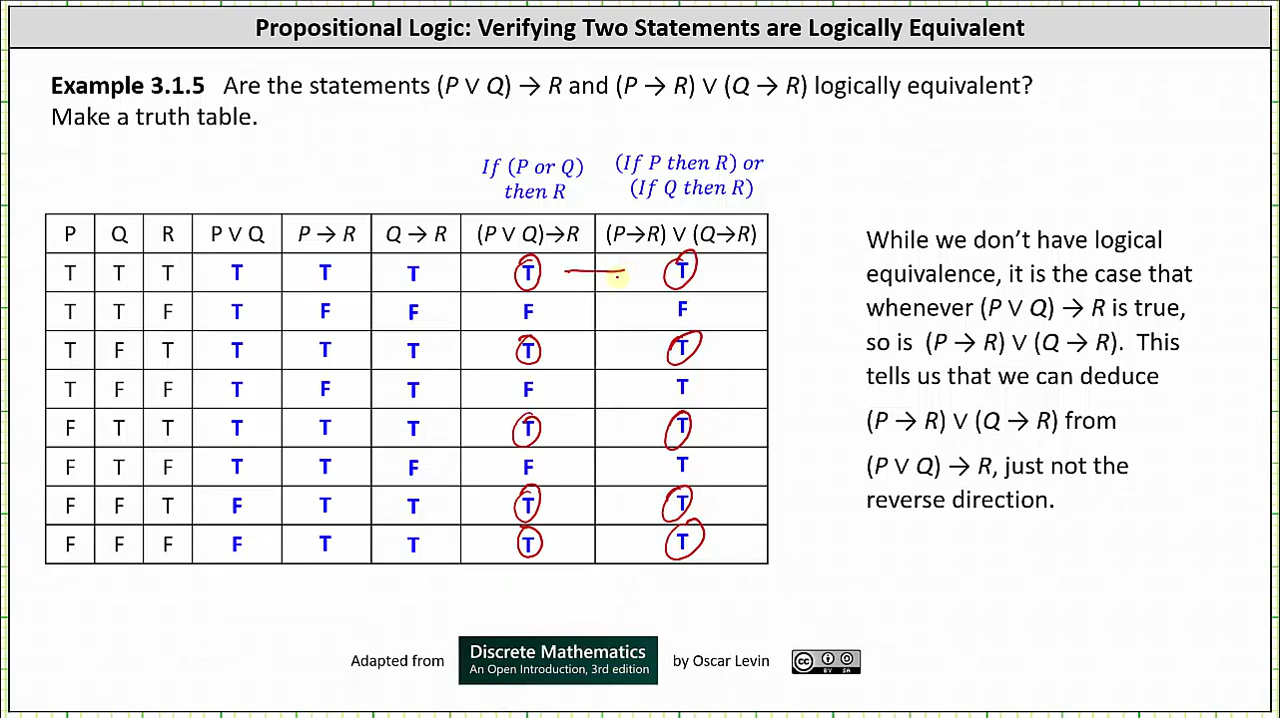 Propositional Logic: Verifying Two Statements are Logically Equivalent
Example 3.1.5 Are the statements (P ∨ Q) → R and (P → R) ∨ (Q → R) logically equivalent?
Make a truth table.
If (P or Q)
then R
(If P then R) or
(If Q then R)
P Q R P ∨ Q P → R Q → R (P ∨ Q)→R (P→R) ∨ (Q→R)
T T T T T T T T
T T F T F F F F
T F T T T T T T
T F F T F T F T
F T T T T T T T
F T F T T F F T
F F T F T T T T
F F F F T T T T
While we don’t have logical
equivalence, it is the case that
whenever (P ∨ Q) → R is true,
so is (P → R) ∨ (Q → R). This
tells us that we can deduce
(P → R) ∨ (Q → R) from
(P ∨ Q) → R, just not the
reverse direction.
Adapted from
Discrete Mathematics
An Open Introduction, 3rd edition
by Oscar Levin
cc
BY SA